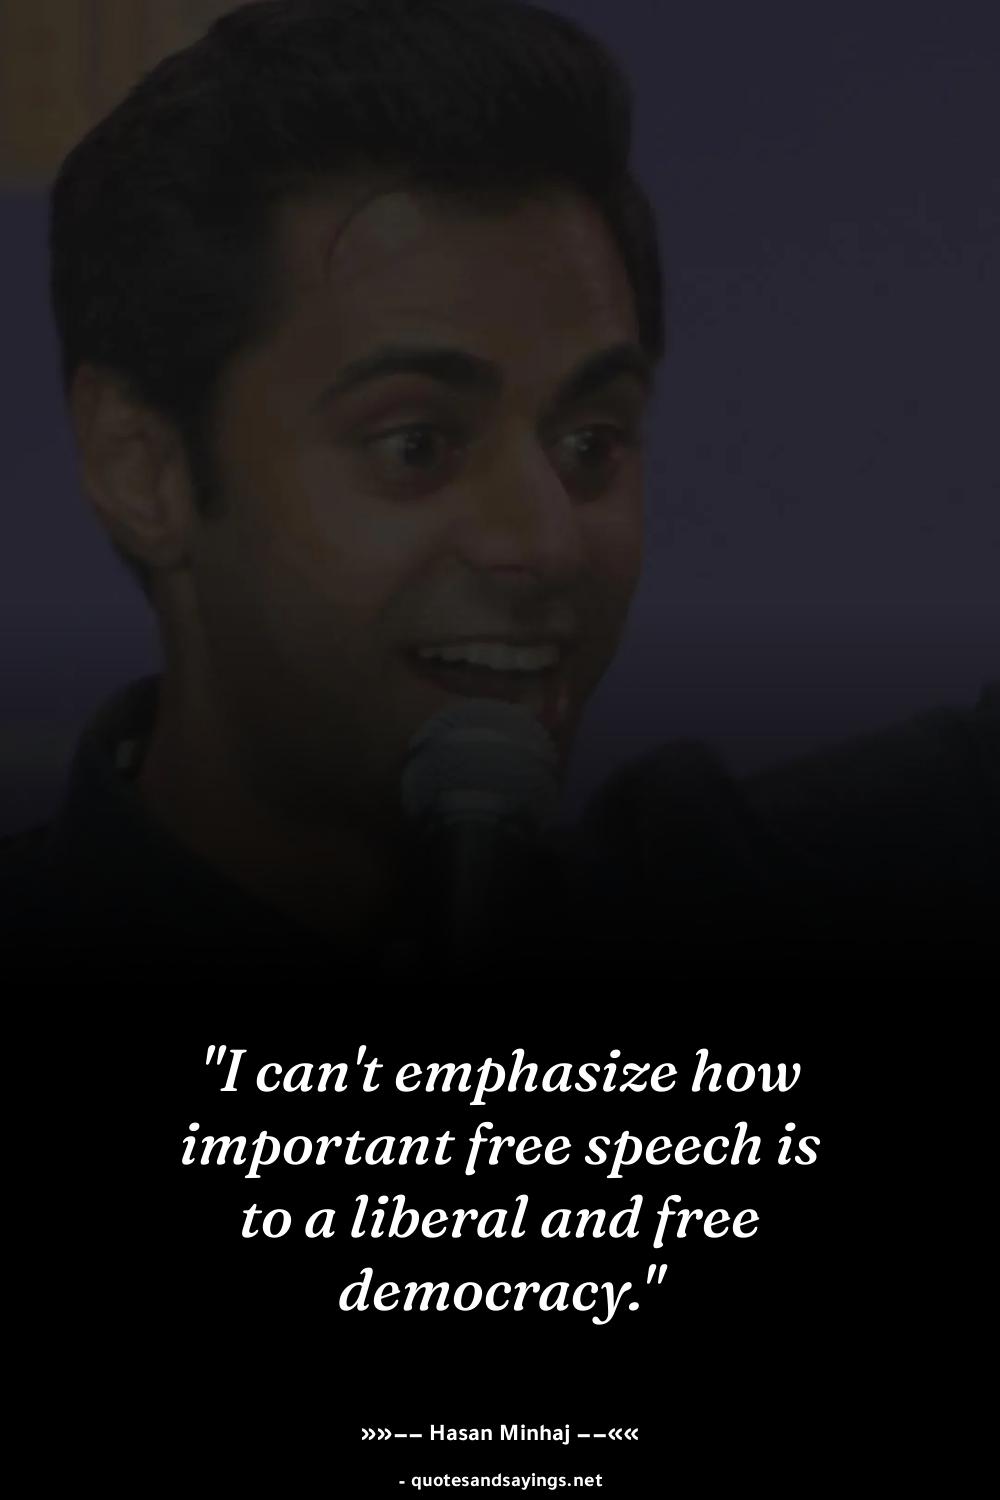 "I can't emphasize how
important free speech is
to a liberal and free
democracy."
»»−− Hasan Minhaj −−««
- quotesandsayings.net